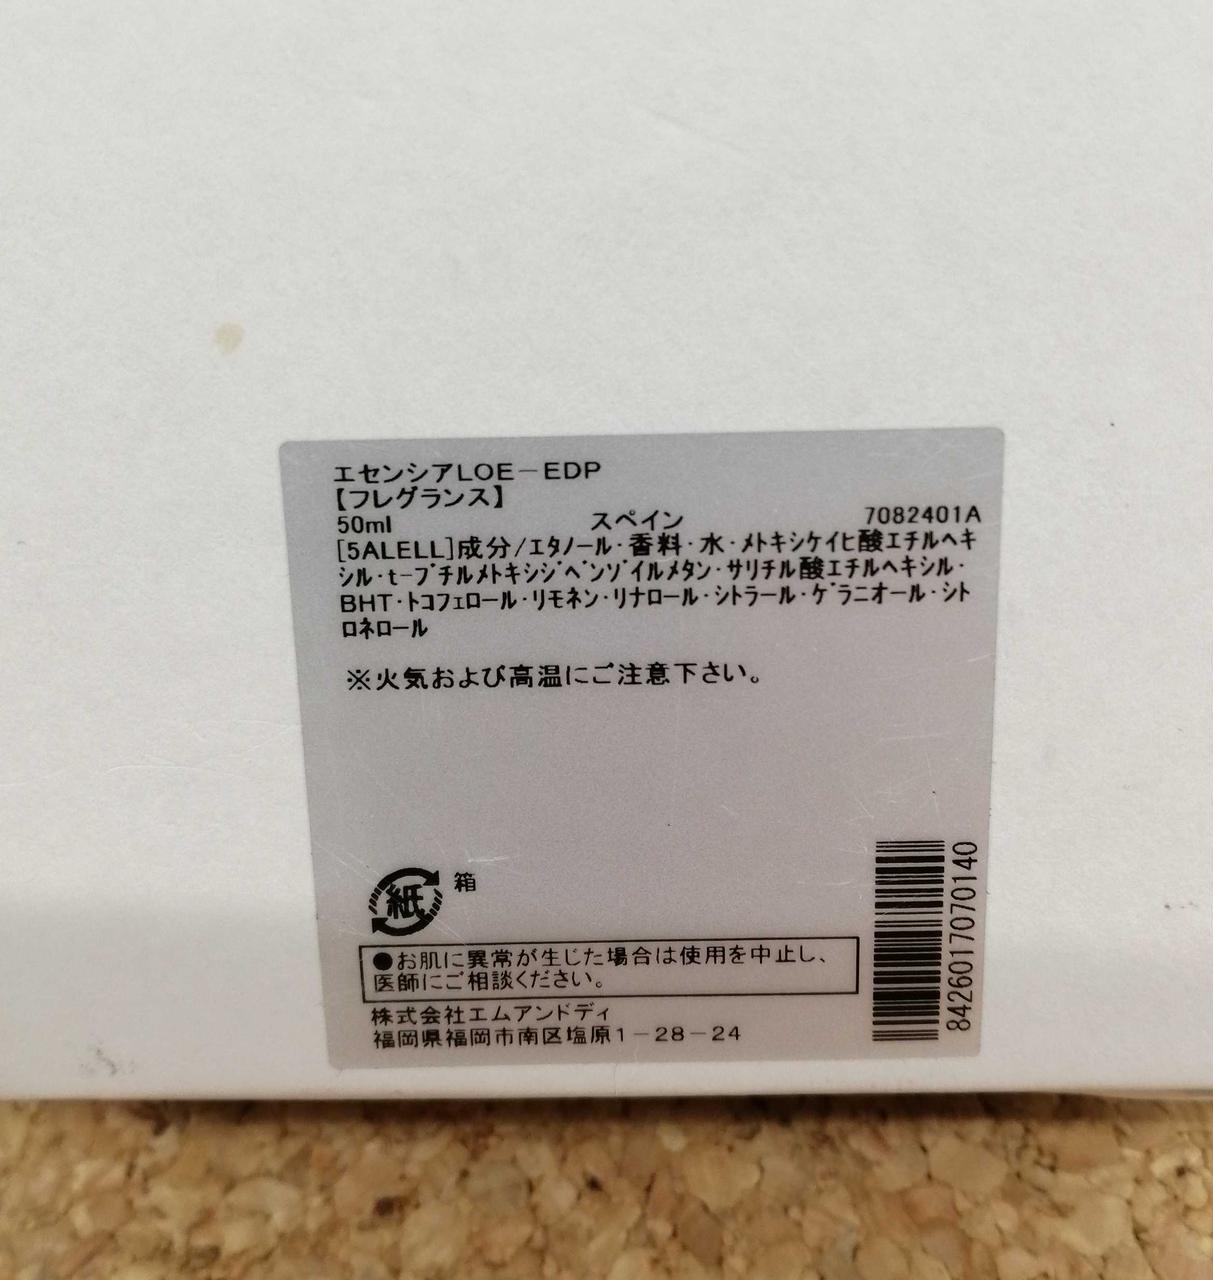 エセンシアLOE－EDP
【フレグランス】
50ml スペイン 7082401A
[5ALELL]成分/エタノール・香料・水・メトキシケイヒ酸エチルヘキ
シル・t-ブチルメトキシジベンゾイルメタン・サリチル酸エチルヘキシル・
BHT・トコフェロール・リモネン・リナロール・シトラール・ゲラニオール・シト
ロネロール
※火気および高温にご注意下さい。
紙 箱
●お肌に異常が生じた場合は使用を中止し、
医師にご相談ください。
株式会社エムアンドディ
福岡県福岡市南区塩原1－28－24
8426017070140